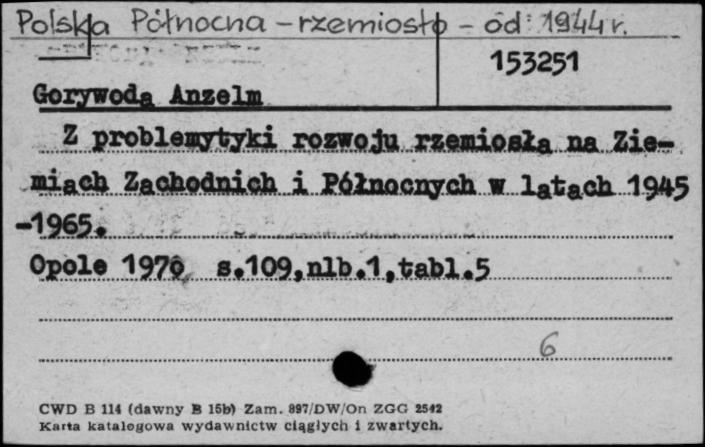 Polska Północna - rzemiosło - od 1944 r.
153251
Gorywoda Anzelm
Z problemytyki rozwoju rzemiosła na Zie-
miach Zachodnich i Północnych w latach 1945
-1965.
Opole 1970 s.109,nlb.1,tabl.5
6
CWD B 114 (dawny B 15b) Zam. 897/DW/On ZGG 2542
Karta katalogowa wydawnictw ciągłych i zwartych.